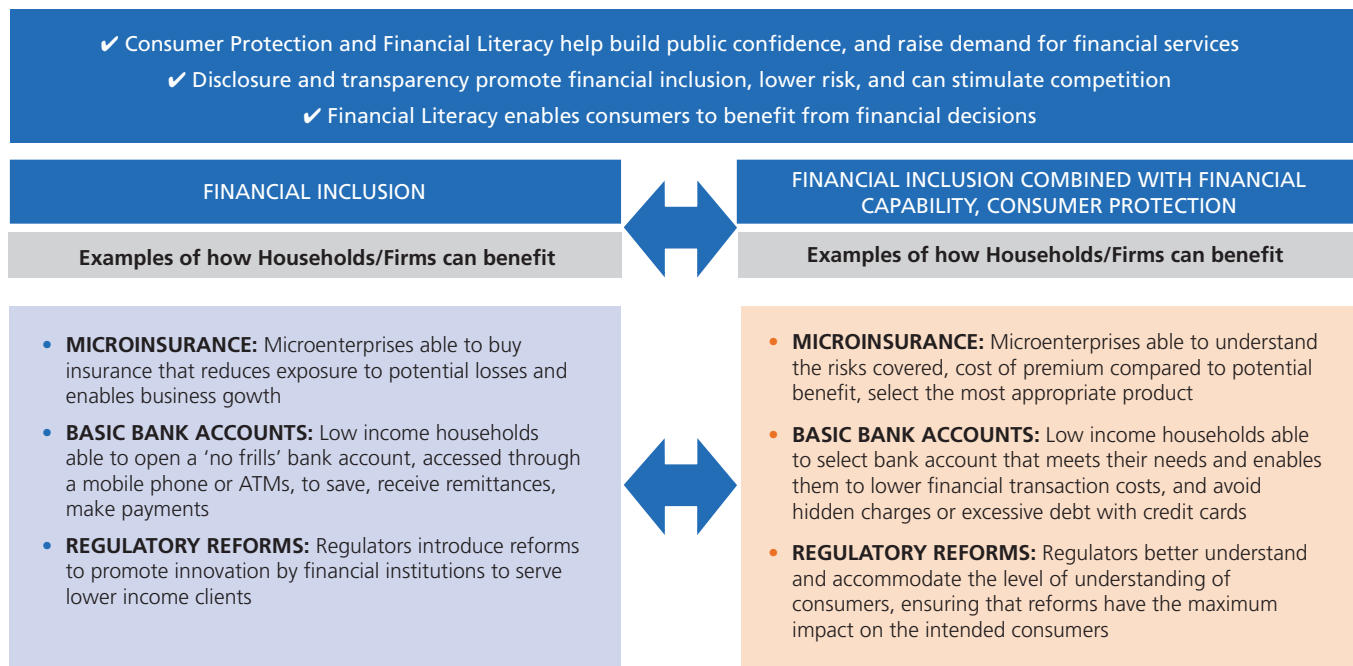 ✔ Consumer Protection and Financial Literacy help build public confidence, and raise demand for financial services
✔ Disclosure and transparency promote financial inclusion, lower risk, and can stimulate competition
✔ Financial Literacy enables consumers to benefit from financial decisions
FINANCIAL INCLUSION
Examples of how Households/Firms can benefit
• MICROINSURANCE: Microenterprises able to buy
insurance that reduces exposure to potential losses and
enables business gowth
• BASIC BANK ACCOUNTS: Low income households
able to open a ‘no frills’ bank account, accessed through
a mobile phone or ATMs, to save, receive remittances,
make payments
• REGULATORY REFORMS: Regulators introduce reforms
to promote innovation by financial institutions to serve
lower income clients
FINANCIAL INCLUSION COMBINED WITH FINANCIAL
CAPABILITY, CONSUMER PROTECTION
Examples of how Households/Firms can benefit
• MICROINSURANCE: Microenterprises able to understand
the risks covered, cost of premium compared to potential
benefit, select the most appropriate product
• BASIC BANK ACCOUNTS: Low income households able
to select bank account that meets their needs and enables
them to lower financial transaction costs, and avoid
hidden charges or excessive debt with credit cards
• REGULATORY REFORMS: Regulators better understand
and accommodate the level of understanding of
consumers, ensuring that reforms have the maximum
impact on the intended consumers